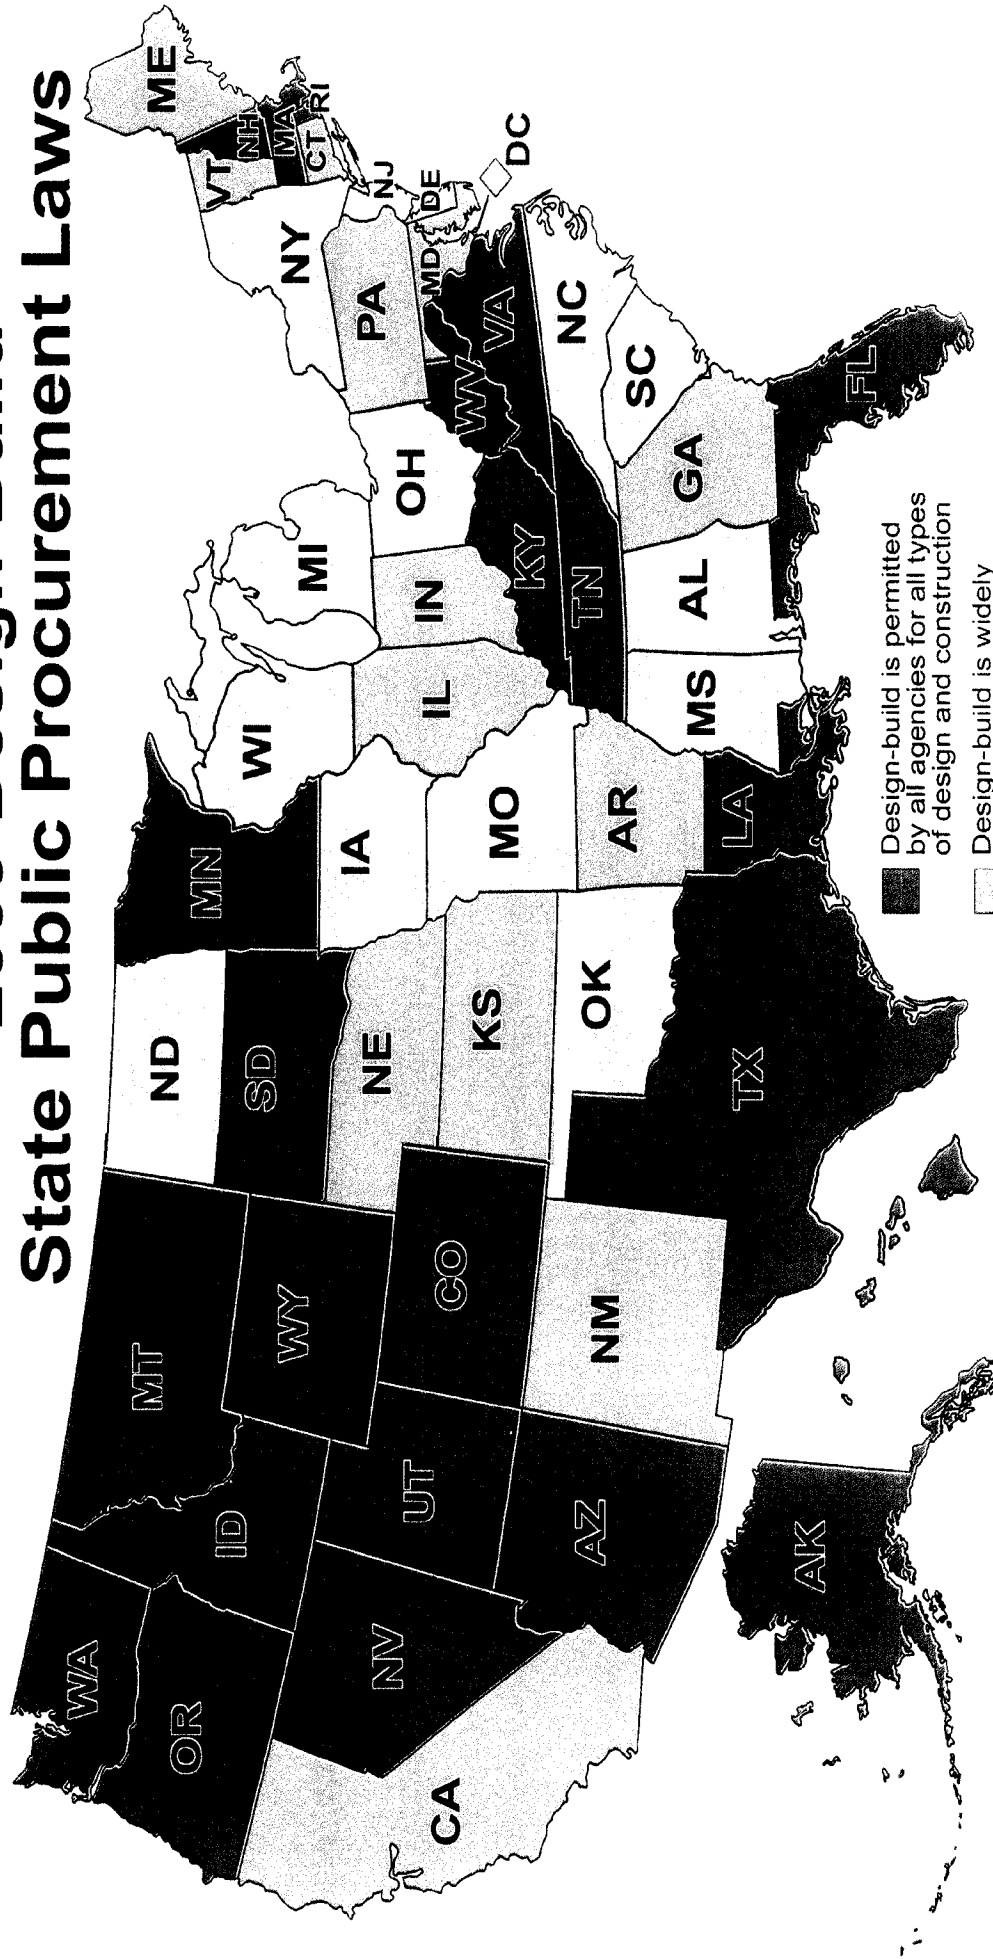 State Public Procurement Laws
WA
MT
ND
MN
ME
VT
NH
OR
ID
SD
WI
MI
NY
MA
CT
RI
WY
NE
IA
IL
IN
OH
PA
NJ
NV
UT
CO
KS
MO
KY
WV
MD
DE
DC
VA
CA
AZ
NM
OK
AR
TN
NC
SC
TX
LA
MS
AL
GA
FL
AK
Design-build is permitted
by all agencies for all types
of design and construction
Design-build is widely